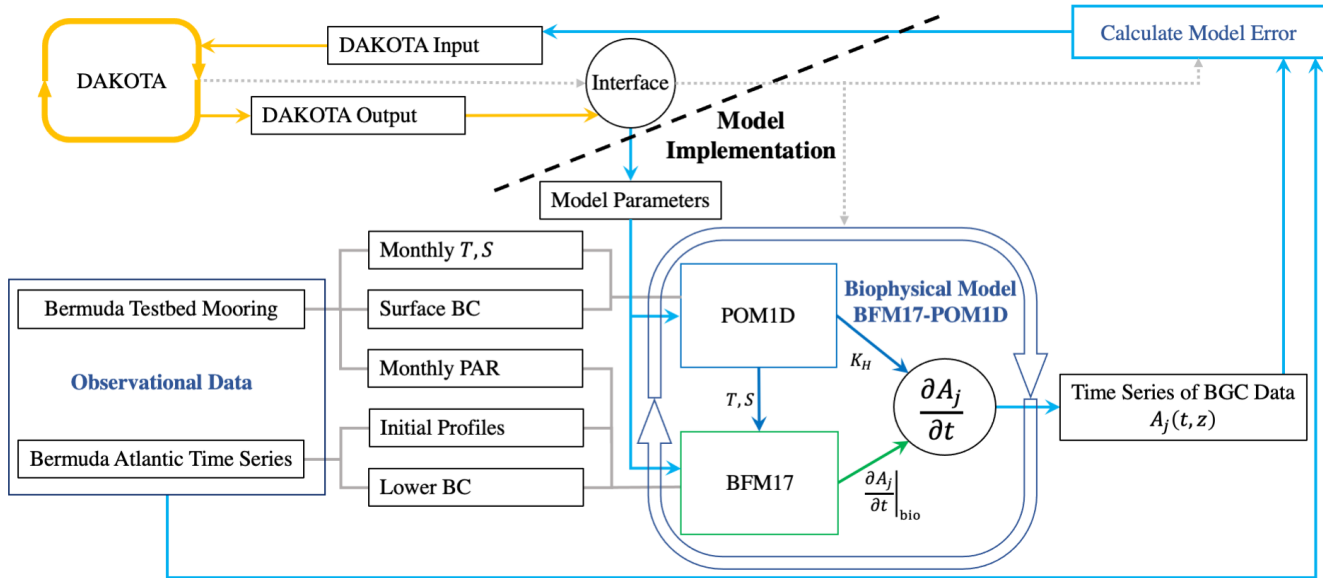 DAKOTA Input
Calculate Model Error
DAKOTA
Interface
DAKOTA Output
Model
Implementation
Model Parameters
Monthly T, S
Surface BC
Monthly PAR
Initial Profiles
Lower BC
Bermuda Testbed Mooring
Observational Data
Bermuda Atlantic Time Series
POM1D
Biophysical Model
BFM17-POM1D
K_H
T, S
∂A_j
∂t
BFM17
∂A_j
∂t
bio
Time Series of BGC Data
A_j(t, z)